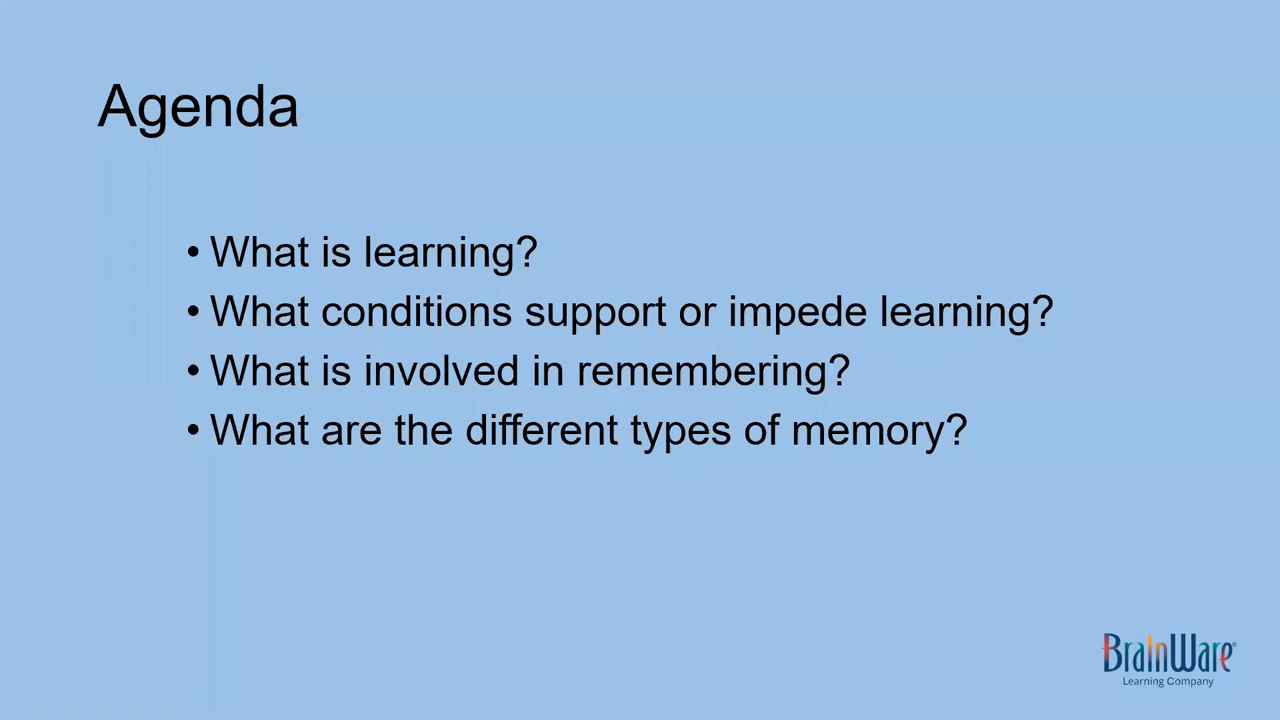 Agenda
• What is learning?
• What conditions support or impede learning?
• What is involved in remembering?
• What are the different types of memory?
BrainWare®
Learning Company